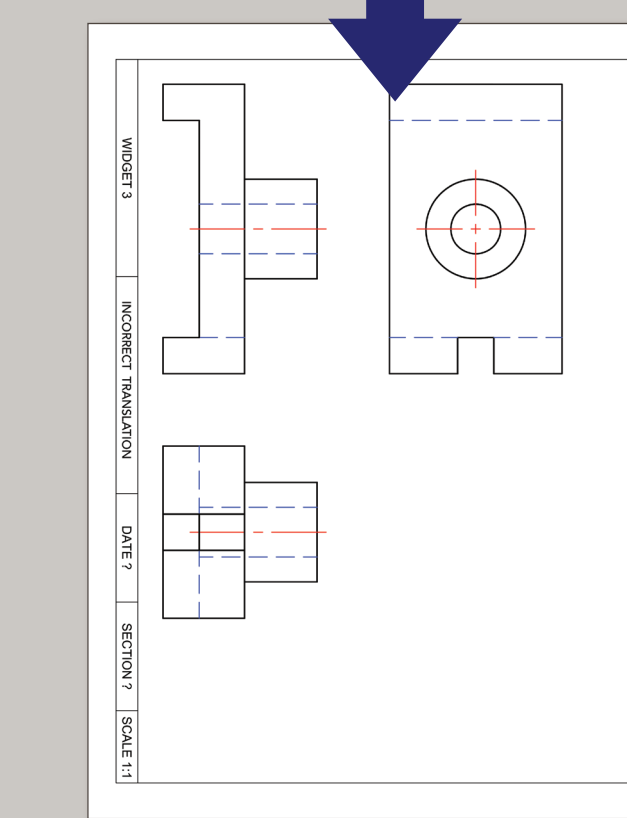 WIDGET 3
INCORRECT TRANSLATION
DATE ?
SECTION ?
SCALE 1:1